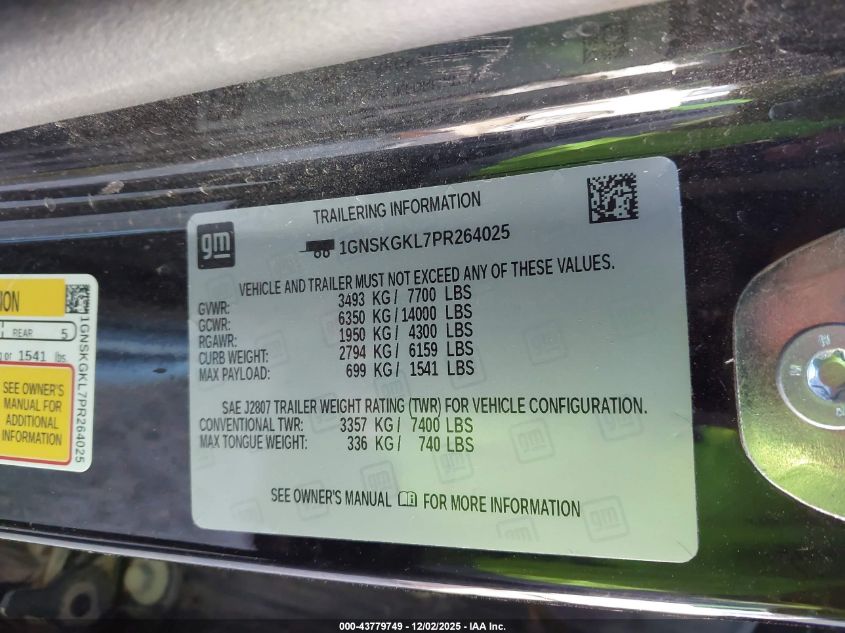 TRAILERING INFORMATION
gm
1GNSKGKL7PR264025
VEHICLE AND TRAILER MUST NOT EXCEED ANY OF THESE VALUES.
GVWR: 3493 KG/ 7700 LBS
GCWR: 6350 KG/14000 LBS
RGAWR: 1950 KG/ 4300 LBS
CURB WEIGHT: 2794 KG/ 6159 LBS
MAX PAYLOAD: 699 KG/ 1541 LBS
SAE J2807 TRAILER WEIGHT RATING (TWR) FOR VEHICLE CONFIGURATION.
CONVENTIONAL TWR: 3357 KG/ 7400 LBS
MAX TONGUE WEIGHT: 336 KG/ 740 LBS
SEE OWNER'S MANUAL FOR MORE INFORMATION
REAR 5
or 1541 lbs.
SEE OWNER'S
MANUAL FOR
ADDITIONAL
INFORMATION
1GNSKGKL7PR264025
000-43779749 - 12/02/2025 - IAA Inc.